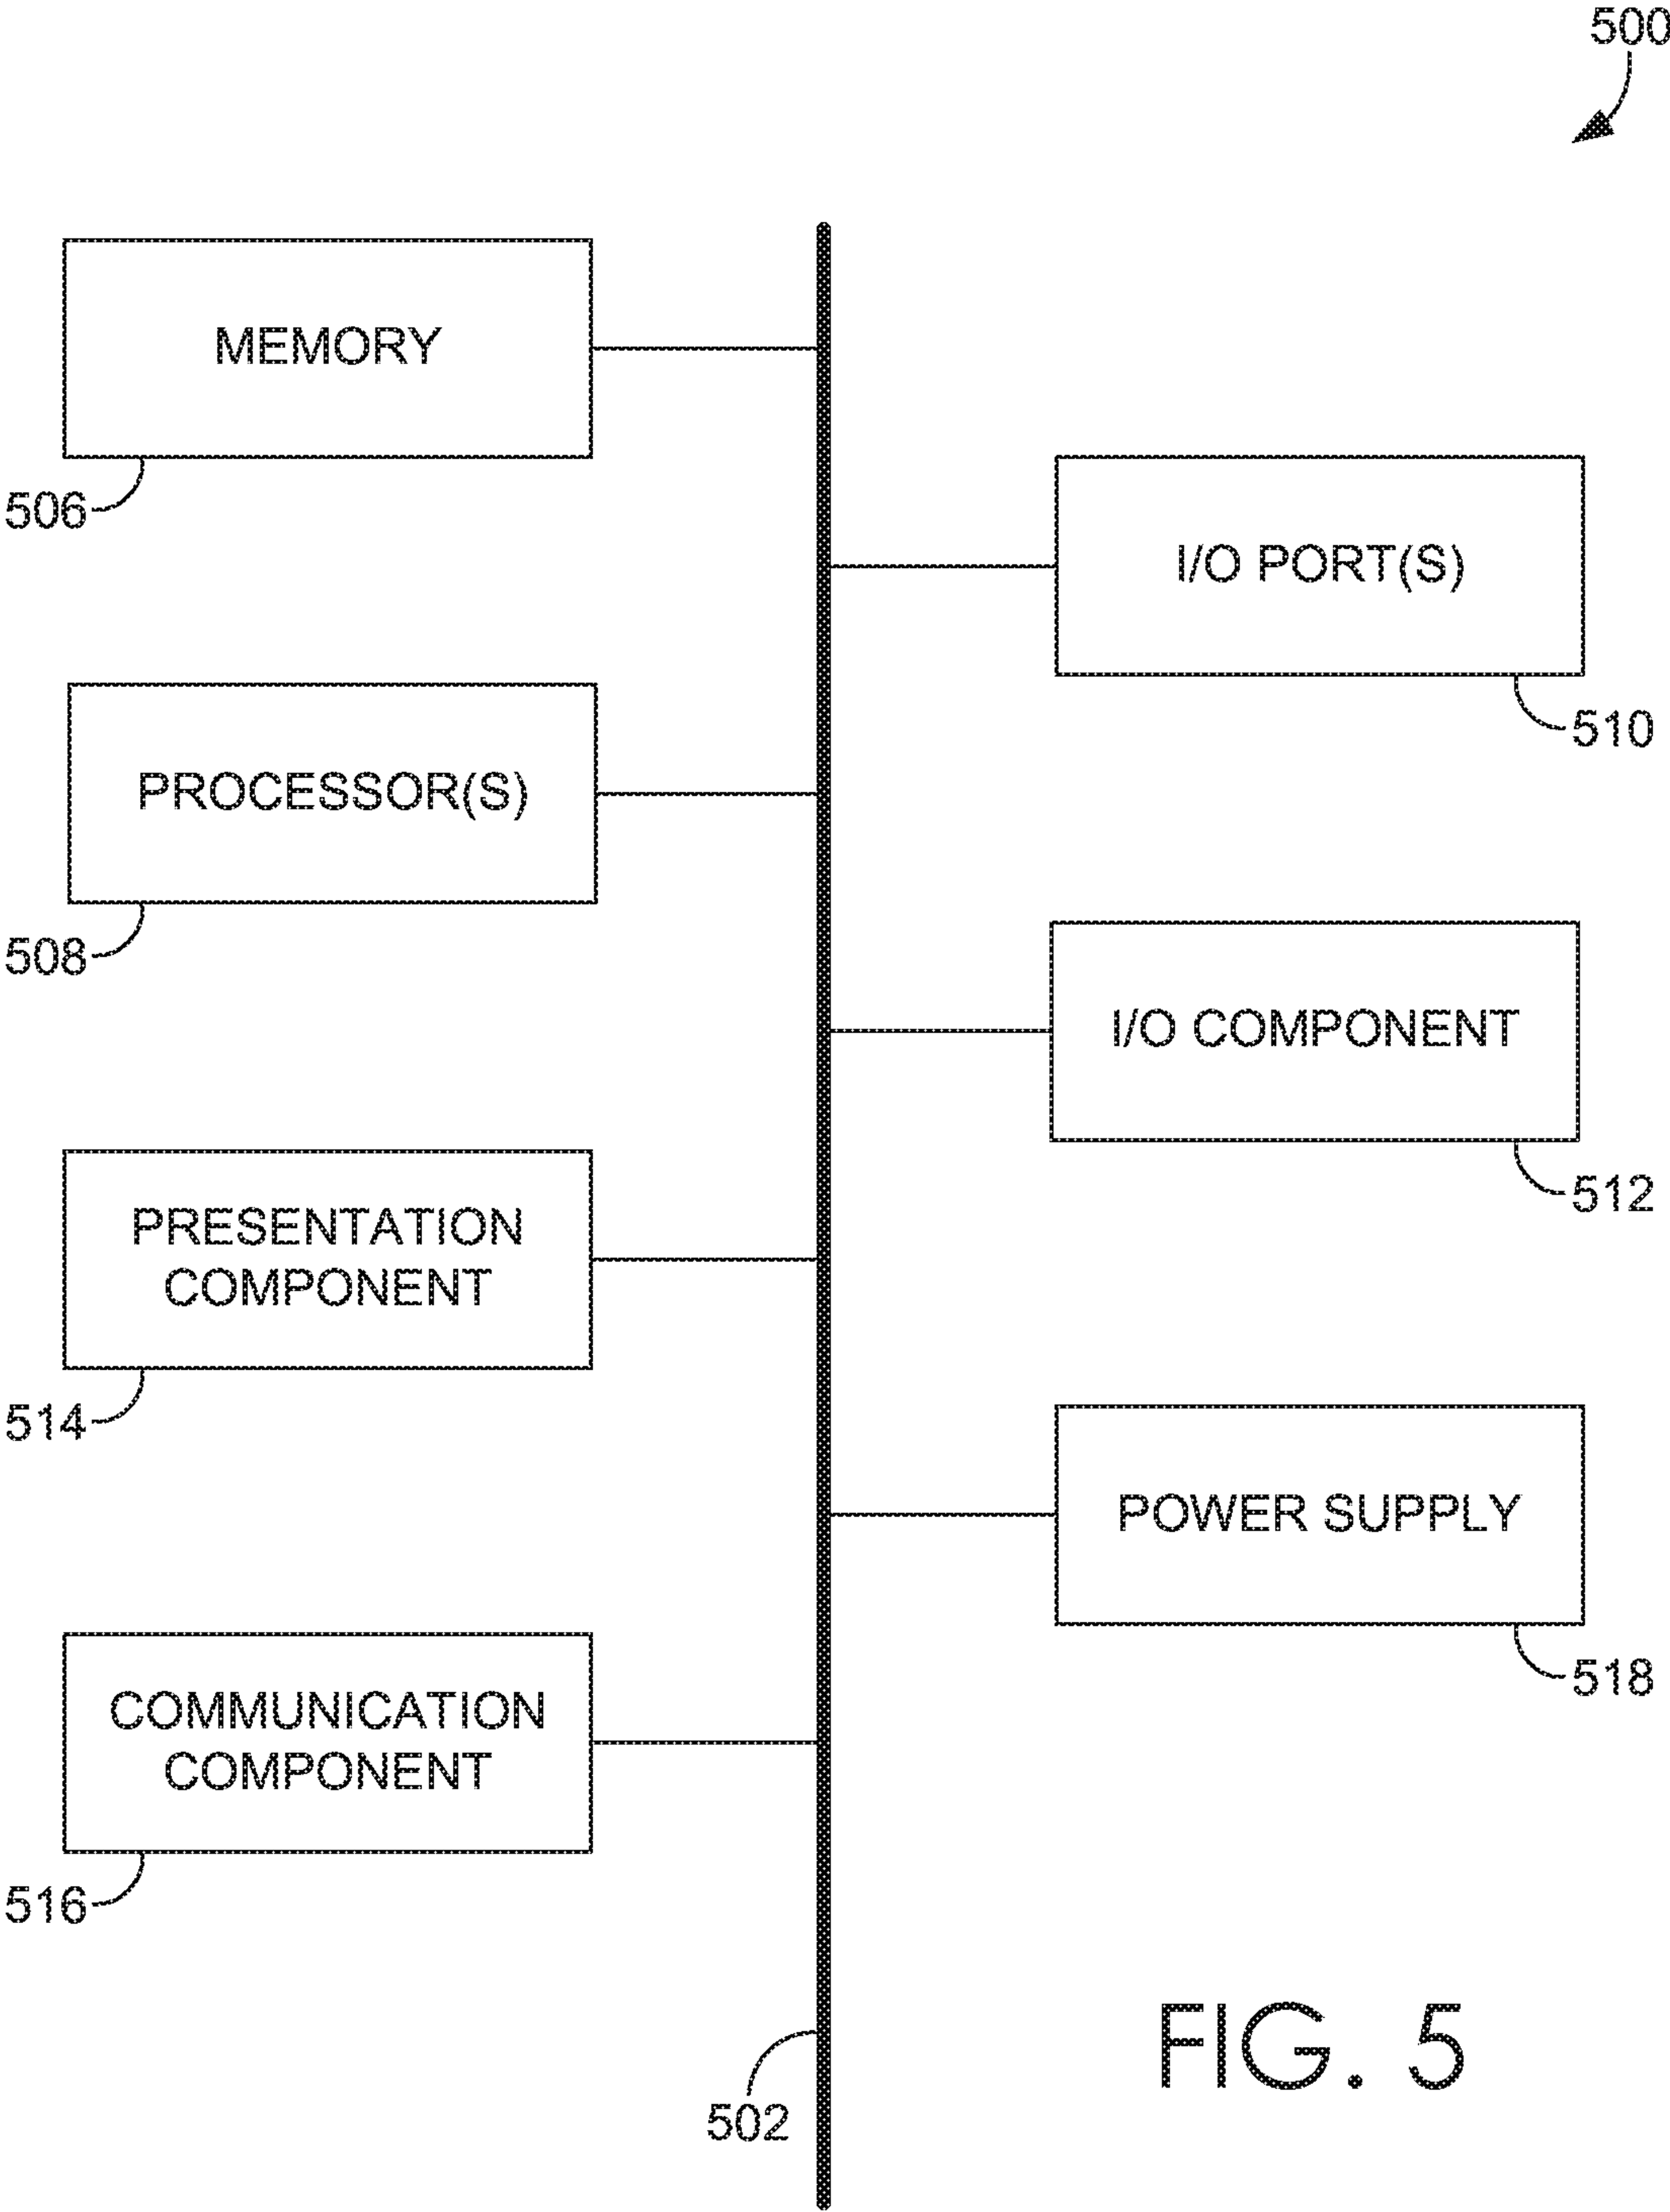 500
MEMORY
506
I/O PORT(S)
510
PROCESSOR(S)
508
I/O COMPONENT
512
PRESENTATION
COMPONENT
514
POWER SUPPLY
518
COMMUNICATION
COMPONENT
516
502
FIG. 5